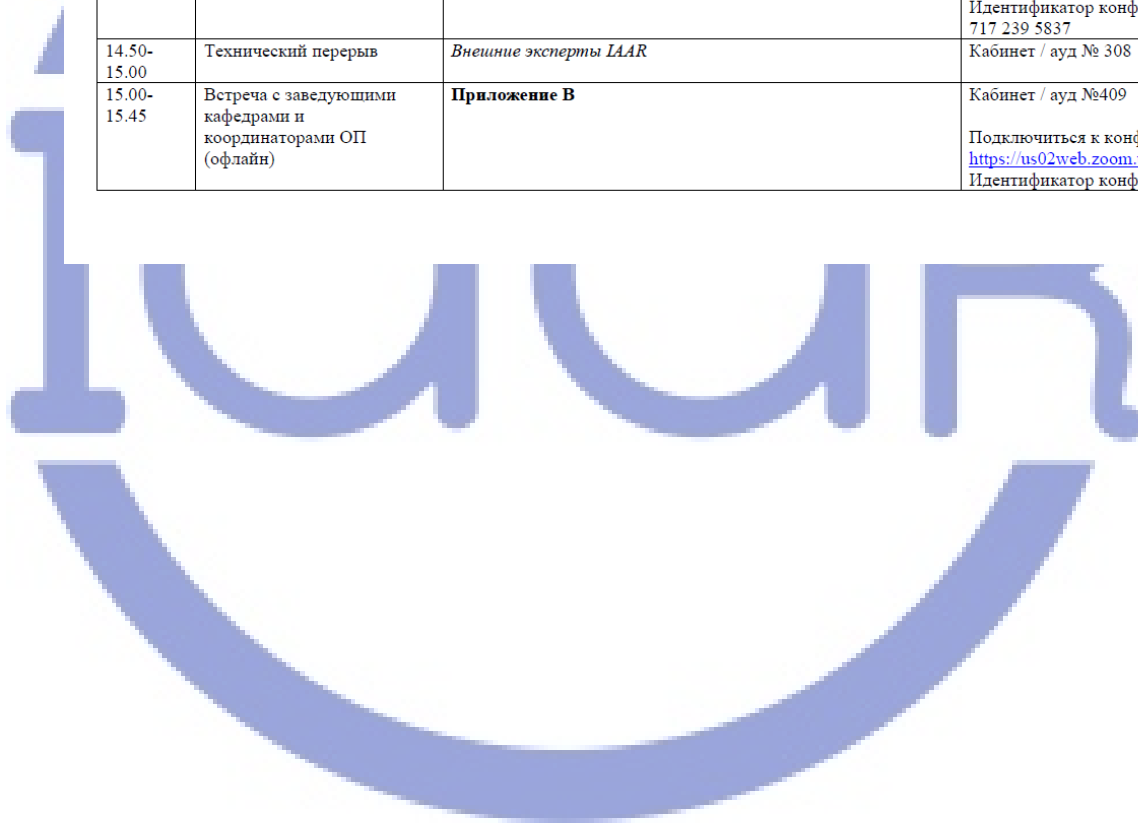 Идентификатор конф
717 239 5837
14.50-
15.00
Технический перерыв
Внешние эксперты IAAR
Кабинет / ауд № 308
15.00-
15.45
Встреча с заведующими
кафедрами и
координаторами ОП
(офлайн)
Приложение В
Кабинет / ауд №409
Подключиться к конф
https://us02web.zoom.
Идентификатор конф
iaar